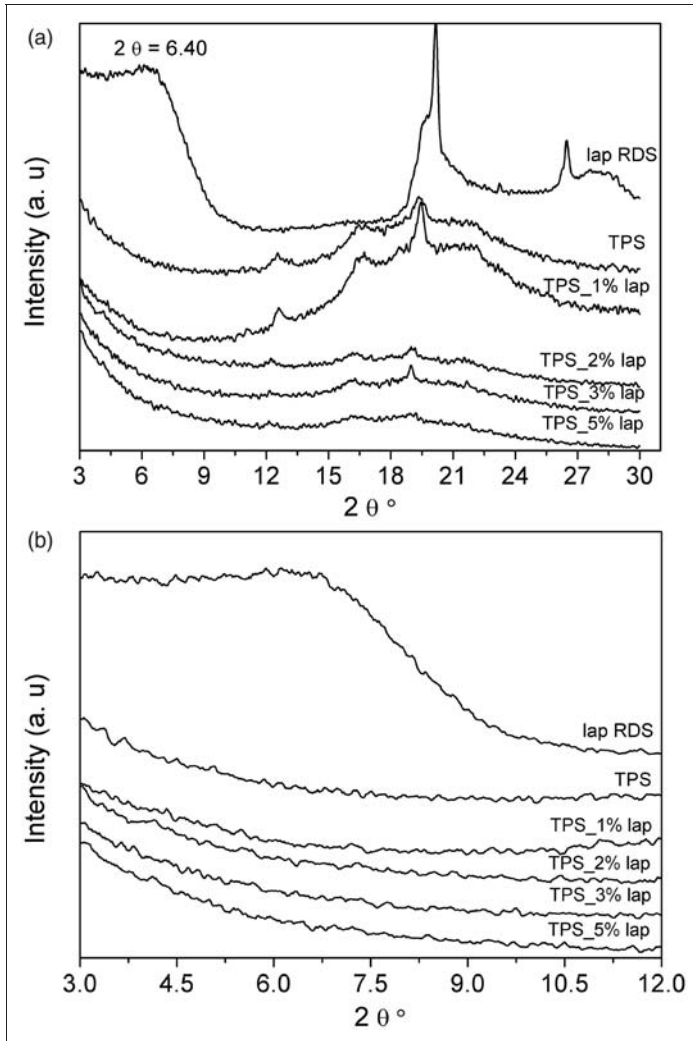 (a)
2 θ = 6.40
lap RDS
TPS
TPS_1% lap
TPS_2% lap
TPS_3% lap
TPS_5% lap
Intensity (a. u)
3 6 9 12 15 18 21 24 27 30
2 θ °
(b)
lap RDS
TPS
TPS_1% lap
TPS_2% lap
TPS_3% lap
TPS_5% lap
Intensity (a. u)
3.0 4.5 6.0 7.5 9.0 10.5 12.0
2 θ °